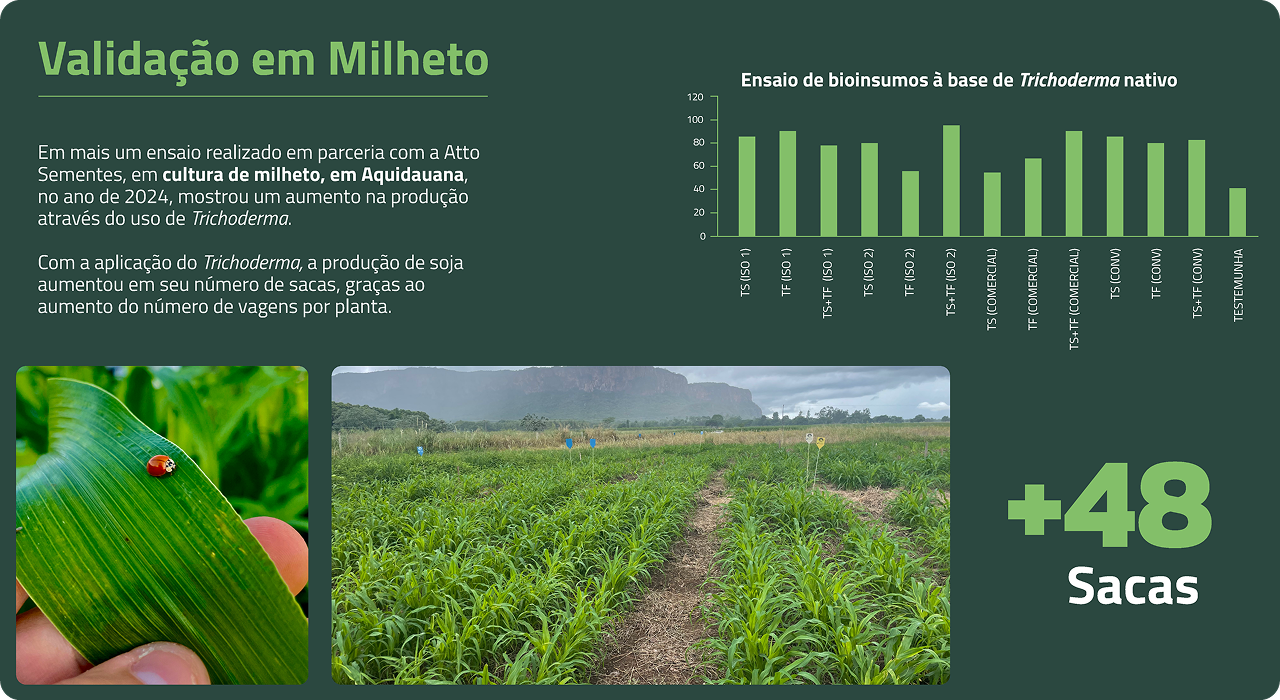 Validação em Milheto
Em mais um ensaio realizado em parceria com a Atto
Sementes, em cultura de milheto, em Aquidauana,
no ano de 2024, mostrou um aumento na produção
através do uso de Trichoderma.
Com a aplicação do Trichoderma, a produção de soja
aumentou em seu número de sacas, graças ao
aumento do número de vagens por planta.
Ensaio de bioinsumos à base de Trichoderma nativo
120
100
80
60
40
20
0
TS (ISO 1)
TF (ISO 1)
TS+TF (ISO 1)
TS (ISO 2)
TF (ISO 2)
TS+TF (ISO 2)
TS (COMERCIAL)
TF (COMERCIAL)
TS+TF (COMERCIAL)
TS (CONV)
TF (CONV)
TS+TF (CONV)
TESTEMUNHA
+48
Sacas